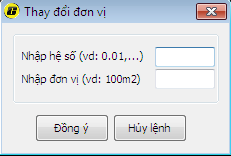 Thay đổi đơn vị
Nhập hệ số (vd: 0.01,...)
Nhập đơn vị (vd: 100m2)
Đồng ý
Hủy lệnh